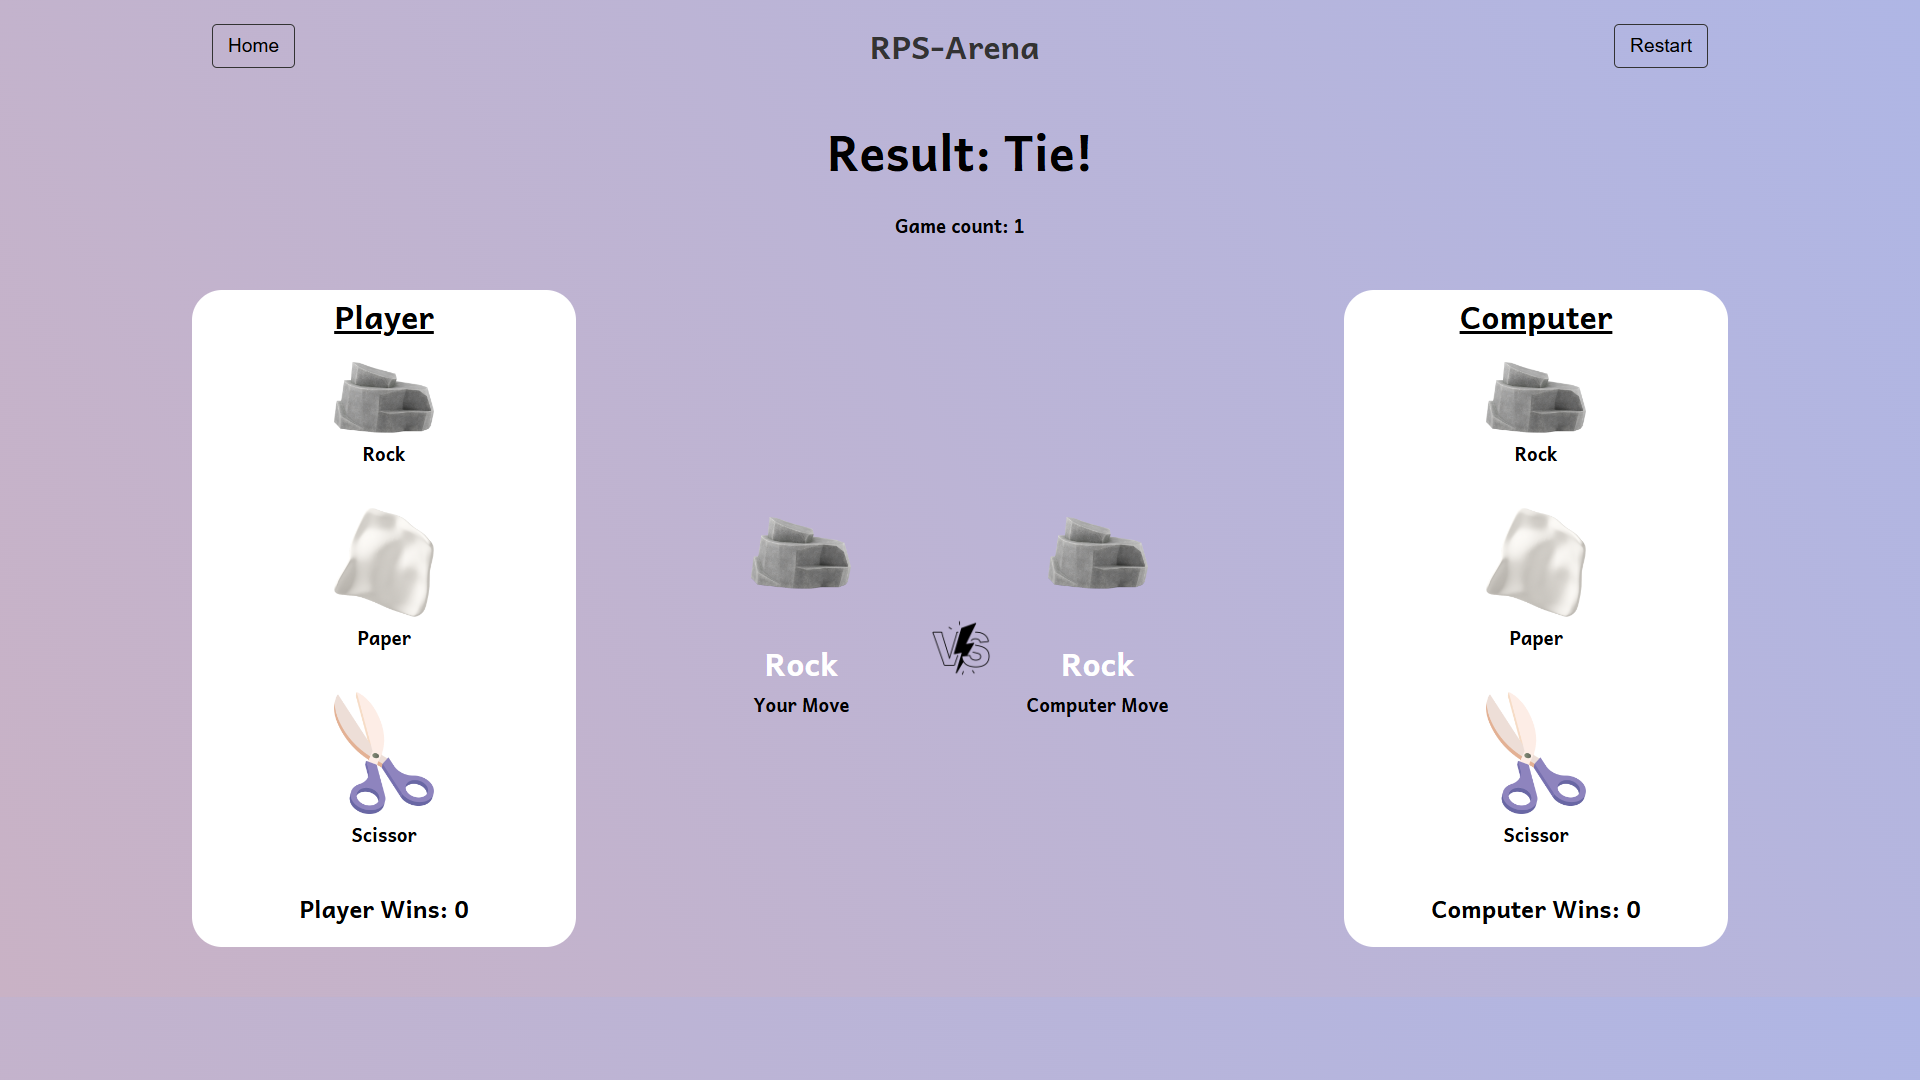 Home
RPS-Arena
Restart
Result: Tie!
Game count: 1
Player
Rock
Paper
Scissor
Player Wins: 0
Rock
Your Move
VS
Rock
Computer Move
Computer
Rock
Paper
Scissor
Computer Wins: 0